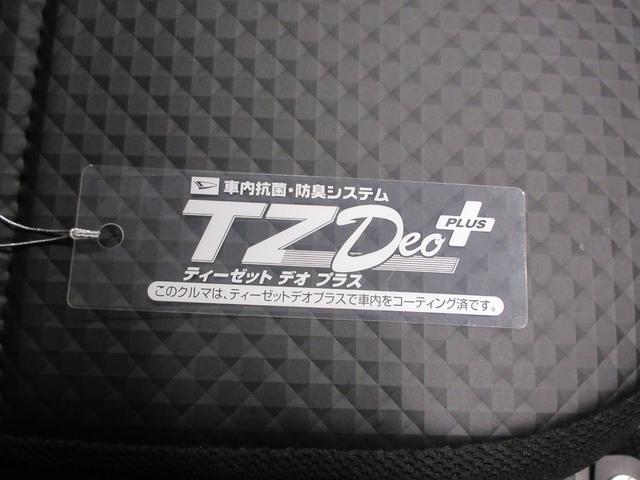 車内抗菌・防臭システム
TZ Deo PLUS
ティーゼット デオ プラス
このクルマは、ティーゼットデオプラスで車内をコーティング済です。